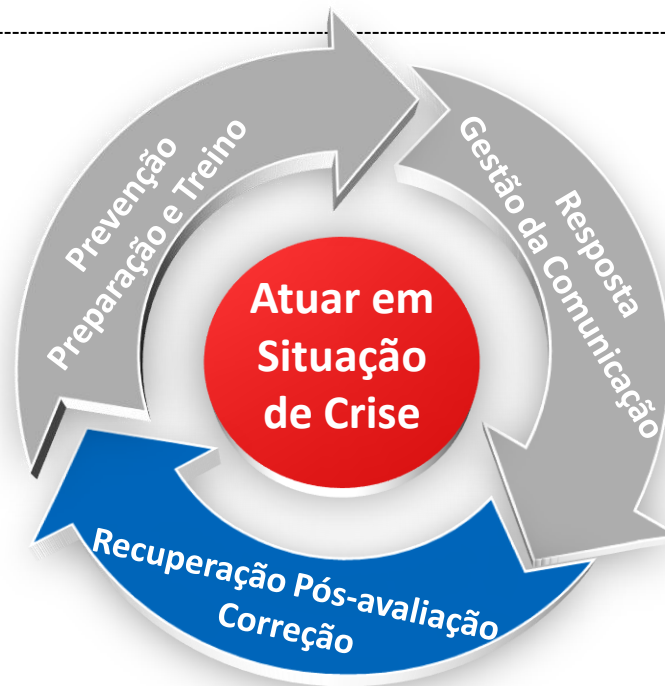 Prevenção
Preparação e Treino
Resposta
Gestão da Comunicação
Atuar em
Situação
de Crise
Recuperação Pós-avaliação
Correção